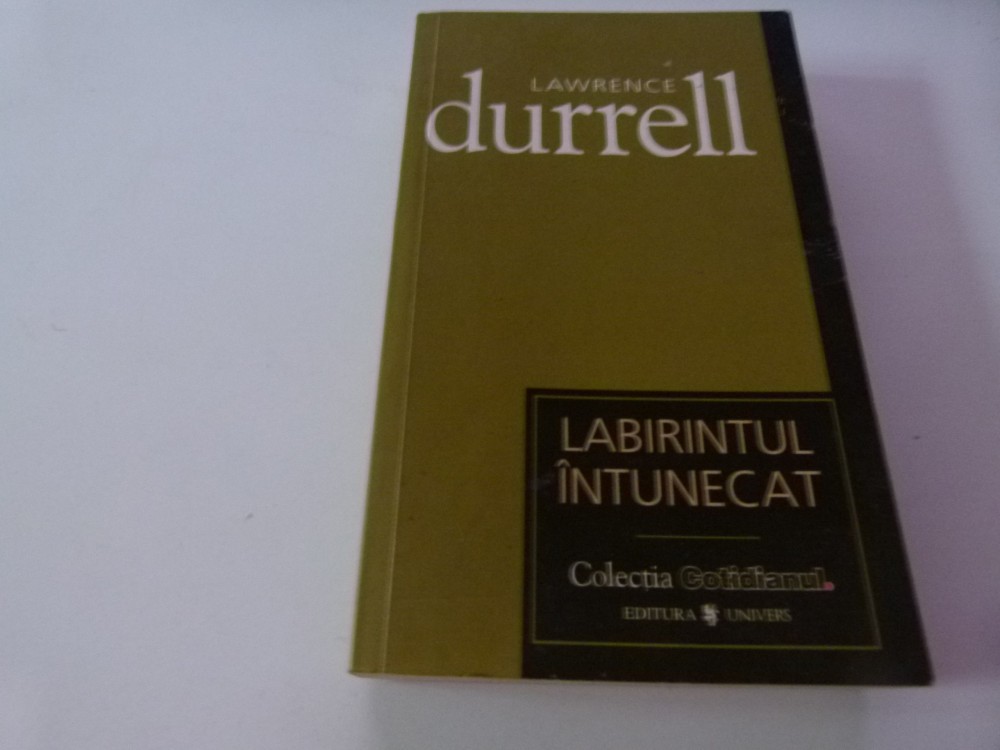 LAWRENCE
durrell
LABIRINTUL
ÎNTUNECAT
Colecția Cotidianul.
EDITURA UNIVERS